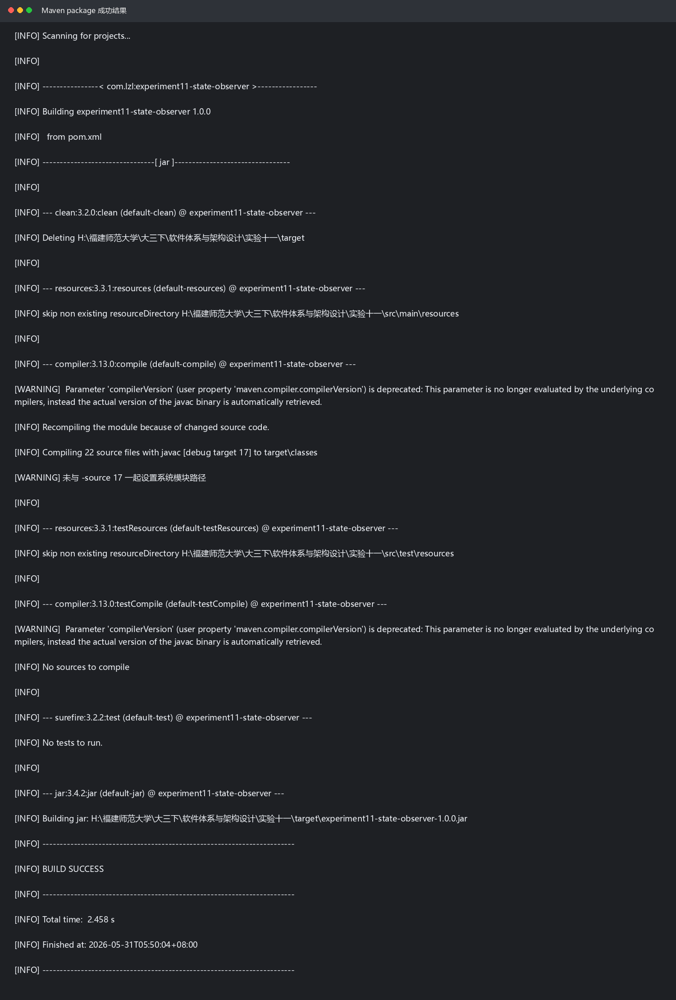 Maven package 成功结果
[INFO] Scanning for projects...
[INFO]
[INFO] ----------------< com.lzl:experiment11-state-observer >-----------------
[INFO] Building experiment11-state-observer 1.0.0
[INFO]   from pom.xml
[INFO] --------------------------------[ jar ]---------------------------------
[INFO]
[INFO] --- clean:3.2.0:clean (default-clean) @ experiment11-state-observer ---
[INFO] Deleting H:\福建师范大学\大三下\软件体系与架构设计\实验十一\target
[INFO]
[INFO] --- resources:3.3.1:resources (default-resources) @ experiment11-state-observer ---
[INFO] skip non existing resourceDirectory H:\福建师范大学\大三下\软件体系与架构设计\实验十一\src\main\resources
[INFO]
[INFO] --- compiler:3.13.0:compile (default-compile) @ experiment11-state-observer ---
[WARNING]  Parameter 'compilerVersion' (user property 'maven.compiler.compilerVersion') is deprecated: This parameter is no longer evaluated by the underlying co
mpilers, instead the actual version of the javac binary is automatically retrieved.
[INFO] Recompiling the module because of changed source code.
[INFO] Compiling 22 source files with javac [debug target 17] to target\classes
[WARNING] 未与 -source 17 一起设置系统模块路径
[INFO]
[INFO] --- resources:3.3.1:testResources (default-testResources) @ experiment11-state-observer ---
[INFO] skip non existing resourceDirectory H:\福建师范大学\大三下\软件体系与架构设计\实验十一\src\test\resources
[INFO]
[INFO] --- compiler:3.13.0:testCompile (default-testCompile) @ experiment11-state-observer ---
[WARNING]  Parameter 'compilerVersion' (user property 'maven.compiler.compilerVersion') is deprecated: This parameter is no longer evaluated by the underlying co
mpilers, instead the actual version of the javac binary is automatically retrieved.
[INFO] No sources to compile
[INFO]
[INFO] --- surefire:3.2.2:test (default-test) @ experiment11-state-observer ---
[INFO] No tests to run.
[INFO]
[INFO] --- jar:3.4.2:jar (default-jar) @ experiment11-state-observer ---
[INFO] Building jar: H:\福建师范大学\大三下\软件体系与架构设计\实验十一\target\experiment11-state-observer-1.0.0.jar
[INFO] ------------------------------------------------------------------------
[INFO] BUILD SUCCESS
[INFO] ------------------------------------------------------------------------
[INFO] Total time:  2.458 s
[INFO] Finished at: 2026-05-31T05:50:04+08:00
[INFO] ------------------------------------------------------------------------